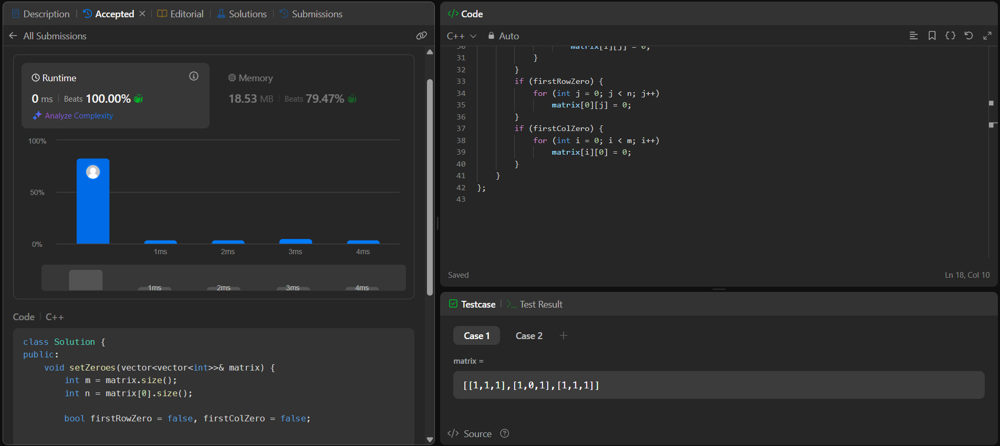 Description
Accepted
Editorial
Solutions
Submissions
All Submissions
Runtime
0 ms
Beats 100.00%
Analyze Complexity
Memory
18.53 MB
Beats 79.47%
100%
50%
0%
1ms
2ms
3ms
4ms
1ms
2ms
3ms
4ms
Code
C++
class Solution {
public:
    void setZeroes(vector<vector<int>>& matrix) {
        int m = matrix.size();
        int n = matrix[0].size();
        bool firstRowZero = false, firstColZero = false;
</> Code
C++
Auto
30 matrix[i][j] = 0;
31 }
32 }
33 if (firstRowZero) {
34 for (int j = 0; j < n; j++)
35 matrix[0][j] = 0;
36 }
37 if (firstColZero) {
38 for (int i = 0; i < m; i++)
39 matrix[i][0] = 0;
40 }
41 }
42 };
43
Saved
Ln 18, Col 10
Testcase
Test Result
Case 1
Case 2
+
matrix =
[[1,1,1],[1,0,1],[1,1,1]]
</> Source